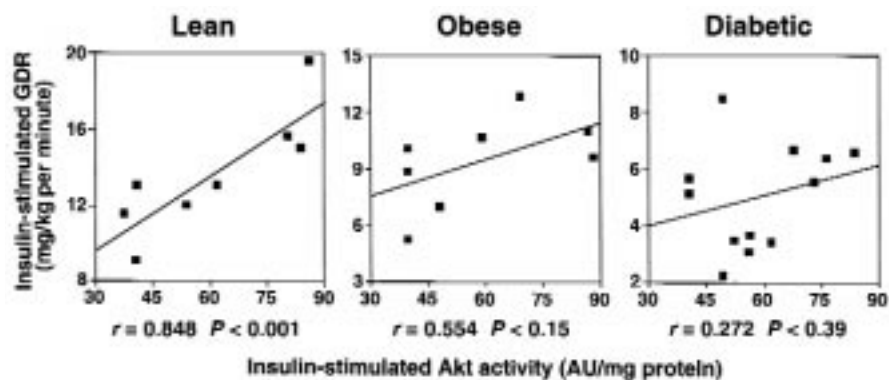 Lean Obese Diabetic
Insulin-stimulated GDR
(mg/kg per minute)
20
16
12
8
30 45 60 75 90
15
12
9
6
3
30 45 60 75 90
10
8
6
4
2
30 45 60 75 90
r = 0.848 P < 0.001 r = 0.554 P < 0.15 r = 0.272 P < 0.39
Insulin-stimulated Akt activity (AU/mg protein)